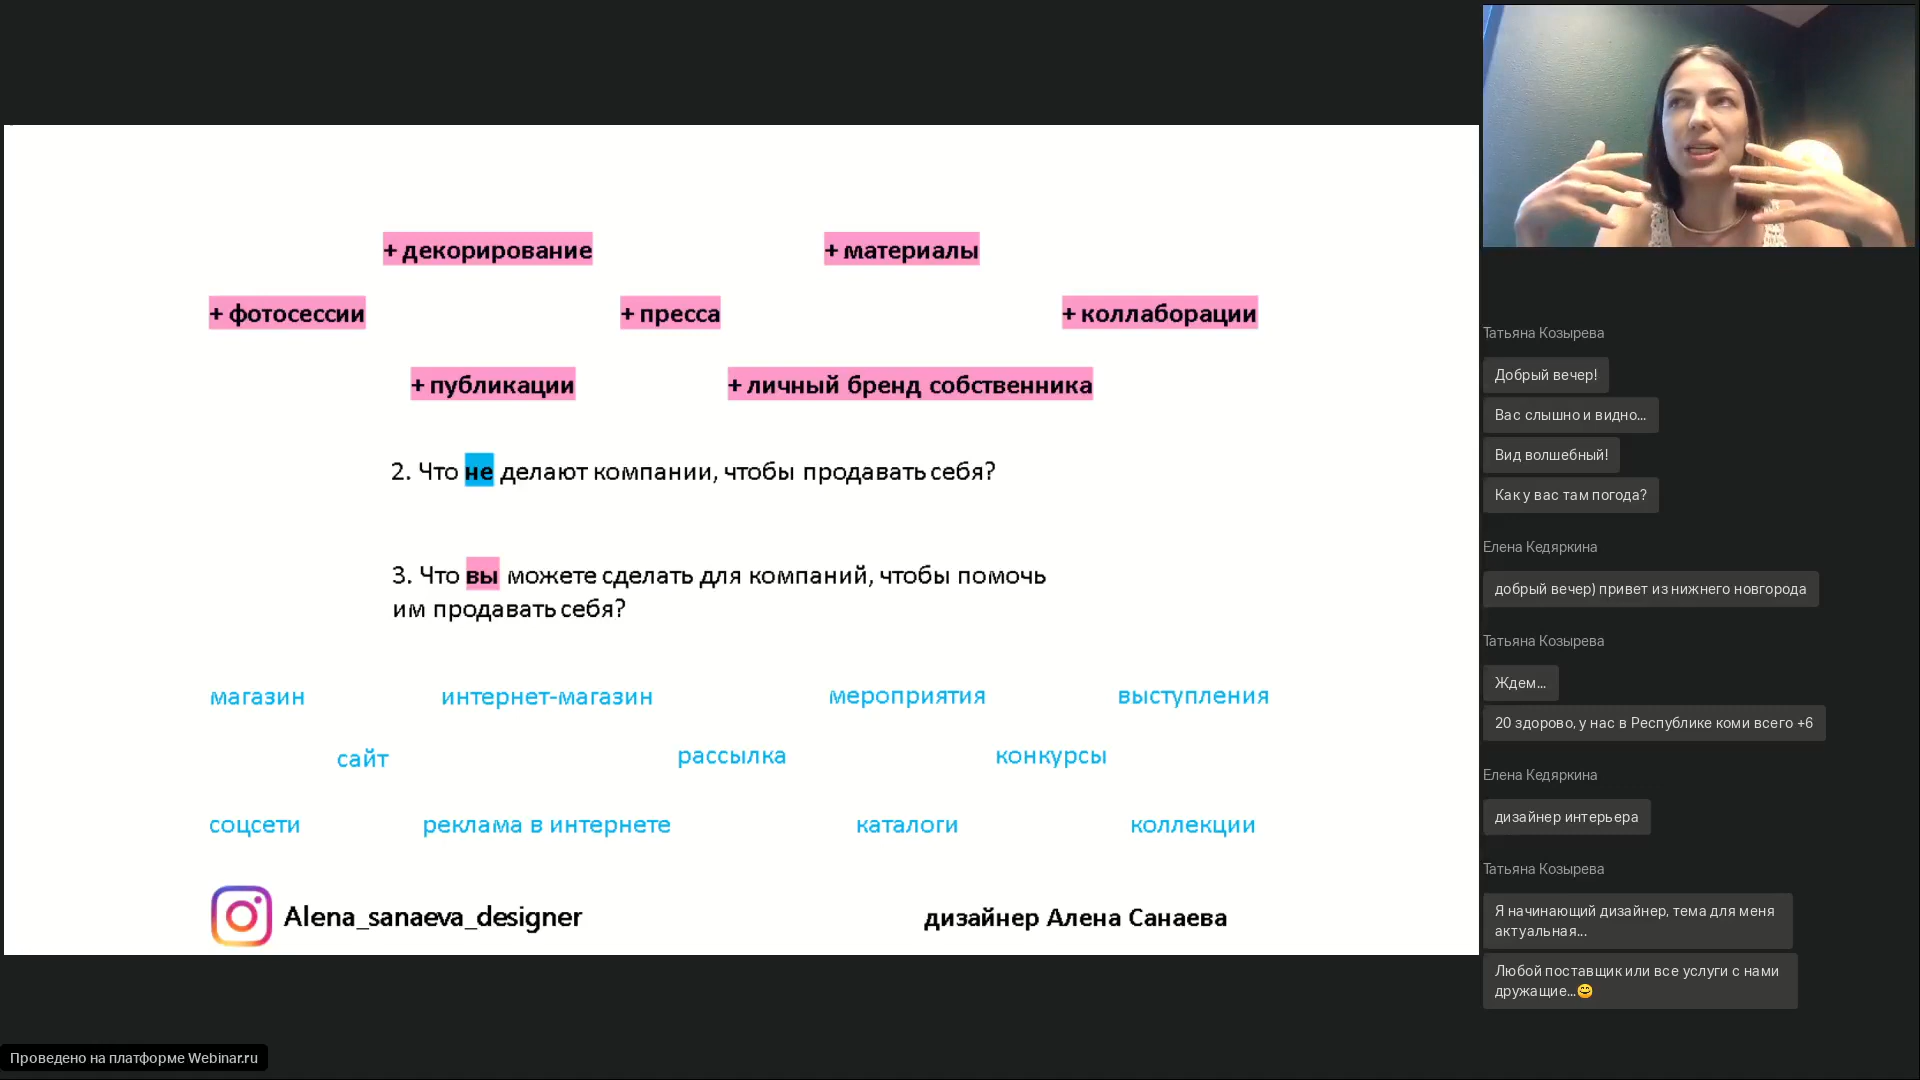 + декорирование
+ материалы
+ фотосессии
+ пресса
+ коллаборации
+ публикации
+ личный бренд собственника
2. Что не делают компании, чтобы продавать себя?
3. Что вы можете сделать для компаний, чтобы помочь
им продавать себя?
магазин
интернет-магазин
мероприятия
выступления
сайт
рассылка
конкурсы
соцсети
реклама в интернете
каталоги
коллекции
Alena_sanaeva_designer
дизайнер Алена Санаева
Татьяна Козырева
Добрый вечер!
Вас слышно и видно...
Вид волшебный!
Как у вас там погода?
Елена Кедяркина
добрый вечер) привет из нижнего новгорода
Татьяна Козырева
Ждем...
20 здорово, у нас в Республике коми всего +6
Елена Кедяркина
дизайнер интерьера
Татьяна Козырева
Я начинающий дизайнер, тема для меня
актуальная...
Любой поставщик или все услуги с нами
дружащие...😊
Проведено на платформе Webinar.ru